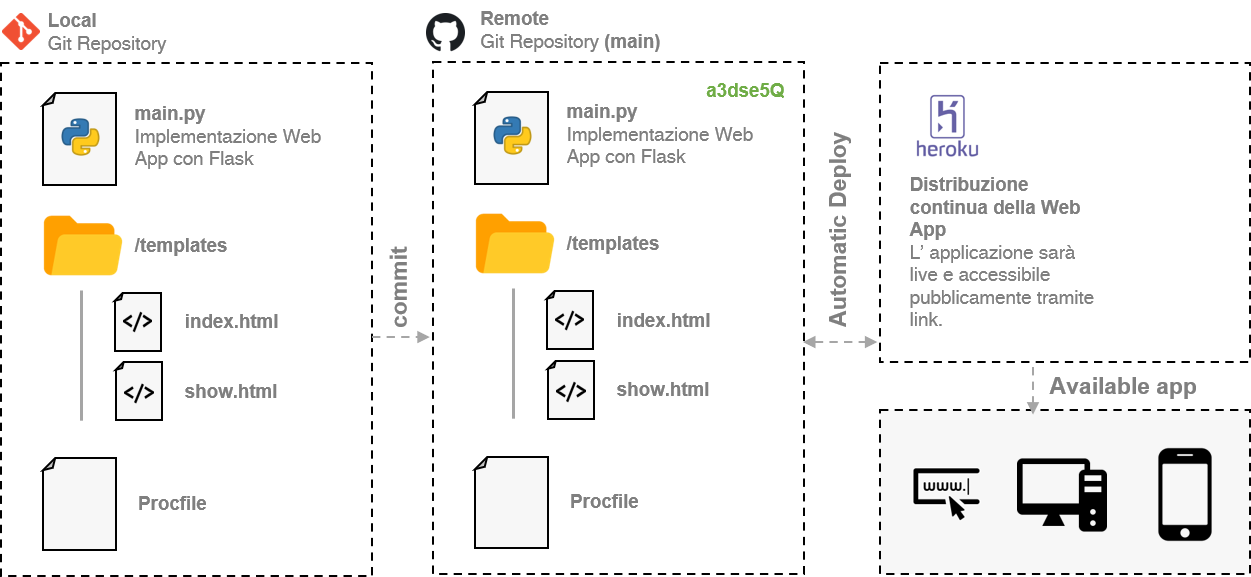 Local
Git Repository
main.py
Implementazione Web
App con Flask
/templates
</>
index.html
</>
show.html
Procfile
commit
Remote
Git Repository (main)
a3dse5Q
main.py
Implementazione Web
App con Flask
/templates
</>
index.html
</>
show.html
Procfile
Automatic Deploy
heroku
Distribuzione
continua della Web
App
L’ applicazione sarà
live e accessibile
pubblicamente tramite
link.
Available app
www.